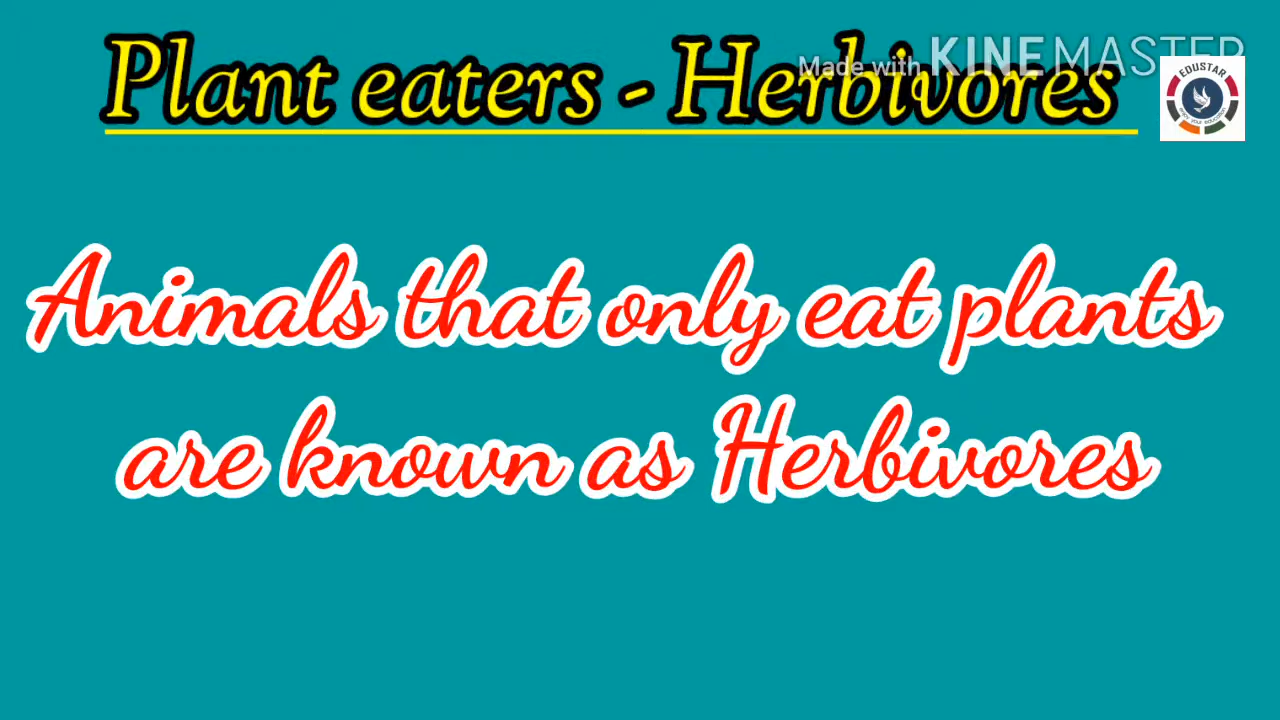 Plant eaters - Herbivores
Made with KINEMASTER
EDUSTAR
Animals that only eat plants
are known as Herbivores